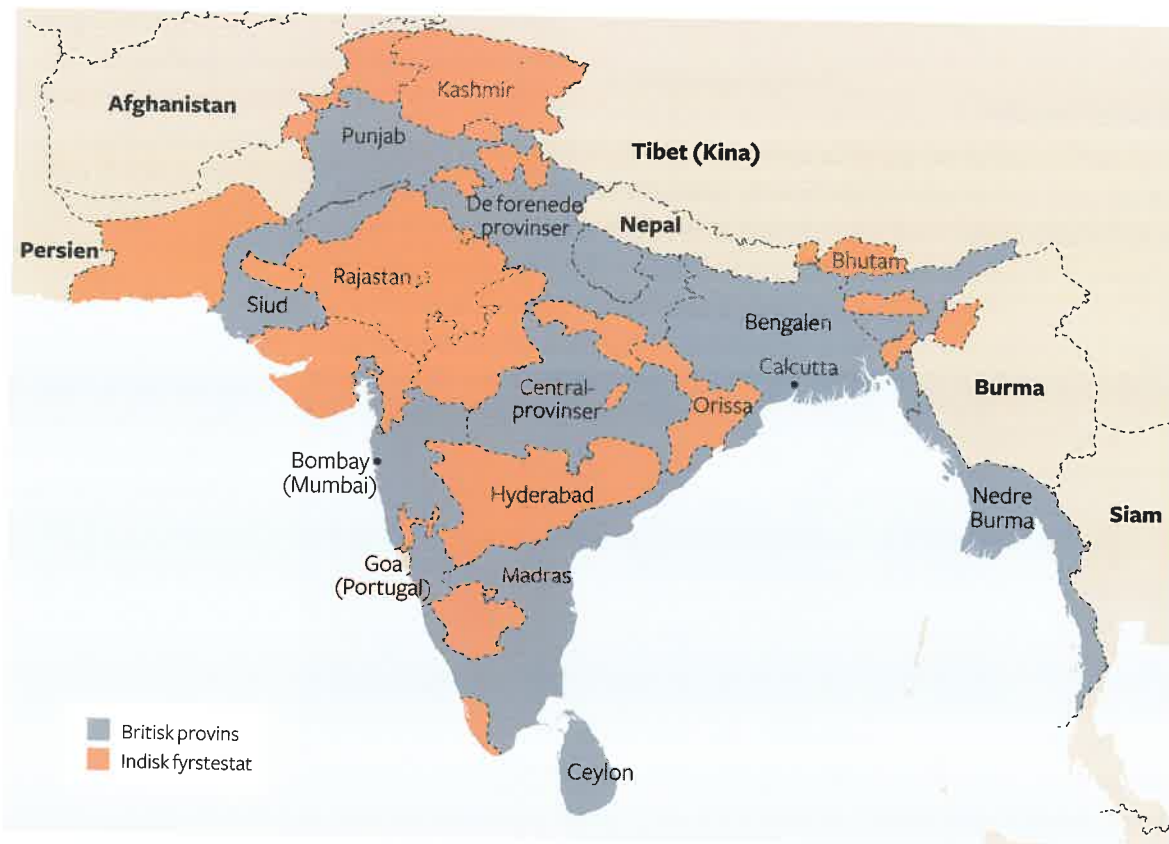 Kashmir
Afghanistan
Punjab
Tibet (Kina)
De forenede
provinser
Nepal
Persien
Bhutan
Rajastan
Siud
Bengalen
Calcutta
Central-
provinser
Orissa
Burma
Bombay
(Mumbai)
Hyderabad
Nedre
Burma
Siam
Goa
(Portugal)
Madras
Britisk provins
Indisk fyrstestat
Ceylon